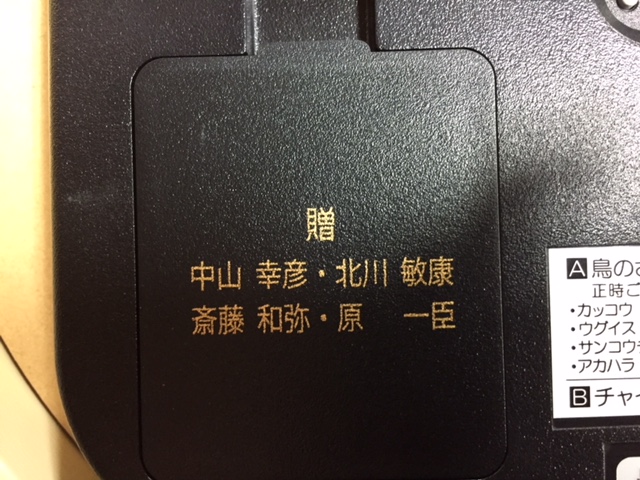 贈
中山 幸彦・北川 敏康
斎藤 和弥・原 一臣
A 鳥のさ
正時ご
・カッコウ
・ウグイス
・サンコウ
・アカハラ
B チャイ